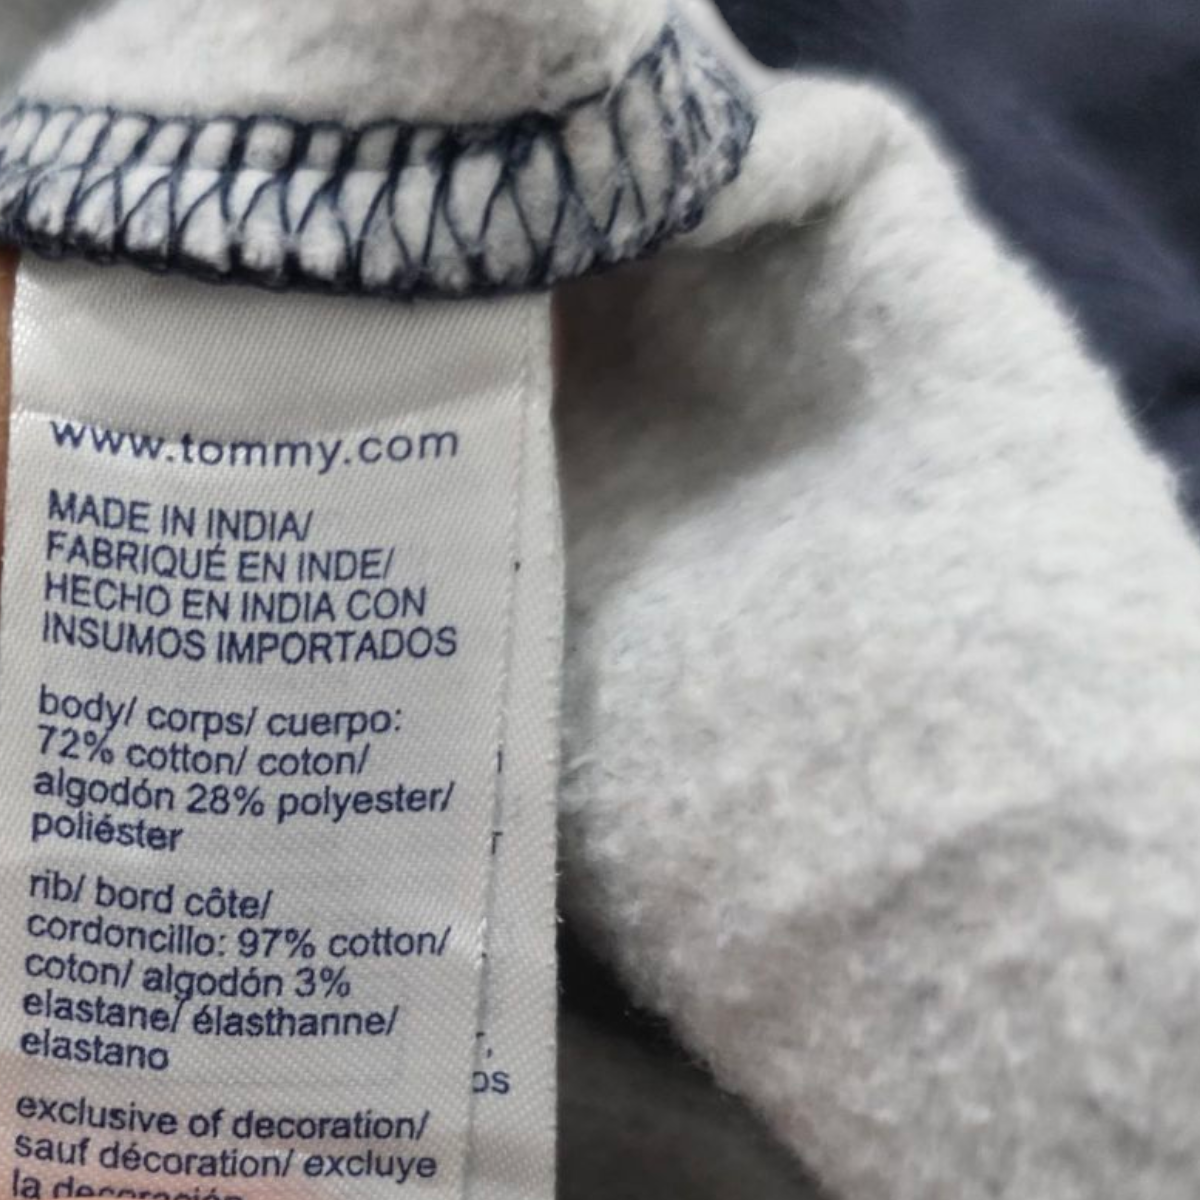 www.tommy.com
MADE IN INDIA/
FABRIQUÉ EN INDE/
HECHO EN INDIA CON
INSUMOS IMPORTADOS
body/ corps/ cuerpo:
72% cotton/ coton/
algodón 28% polyester/
poliéster
rib/ bord côte/
cordoncillo: 97% cotton/
coton/ algodón 3%
elastane/ élasthanne/
elastano
exclusive of decoration/
sauf décoration/ excluye
la decoración